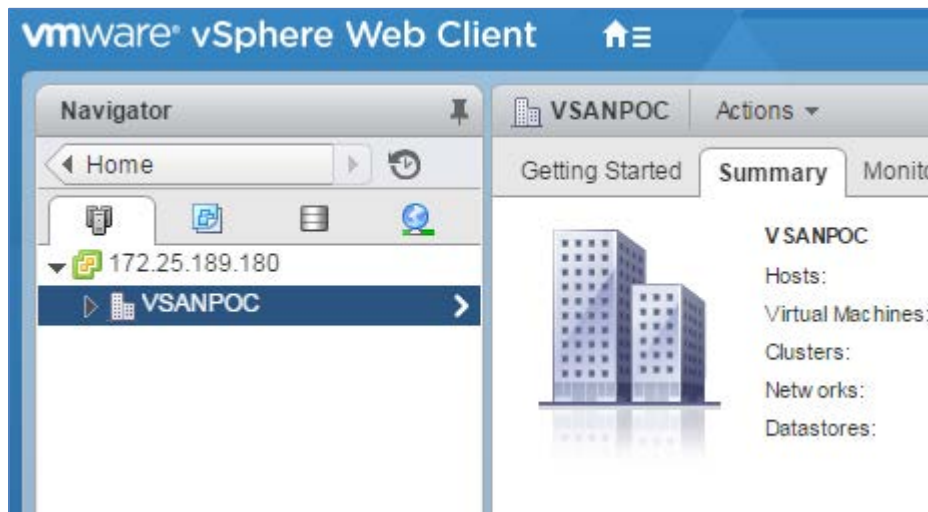 vmware® vSphere Web Client
Navigator
Home
172.25.189.180
VSANPOC
VSANPOC Actions
Getting Started Summary Monito
VSANPOC
Hosts:
Virtual Machines:
Clusters:
Networks:
Datastores: